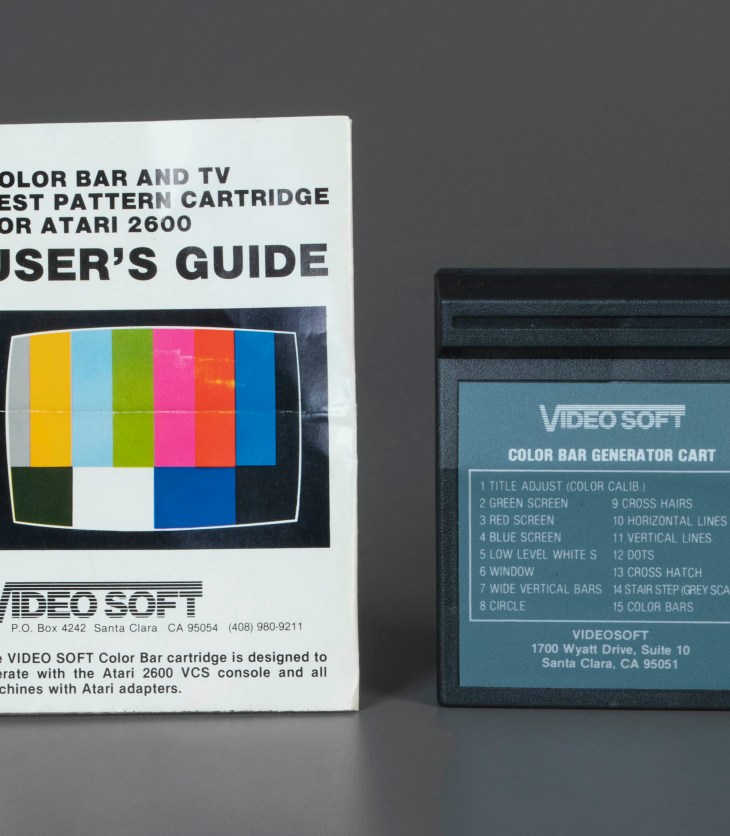 OLOR BAR AND TV
EST PATTERN CARTRIDGE
OR ATARI 2600
USER'S GUIDE
VIDEO SOFT
P.O. Box 4242 Santa Clara CA 95054 (408) 980-9211
e VIDEO SOFT Color Bar cartridge is designed to
erate with the Atari 2600 VCS console and all
chines with Atari adapters.
VIDEO SOFT
COLOR BAR GENERATOR CART
1 TITLE ADJUST (COLOR CALIB.)
2 GREEN SCREEN 9 CROSS HAIRS
3 RED SCREEN 10 HORIZONTAL LINES
4 BLUE SCREEN 11 VERTICAL LINES
5 LOW LEVEL WHITE S 12 DOTS
6 WINDOW 13 CROSS HATCH
7 WIDE VERTICAL BARS 14 STAIR STEP (GREY SCA
8 CIRCLE 15 COLOR BARS
VIDEOSOFT
1700 Wyatt Drive, Suite 10
Santa Clara, CA 95051